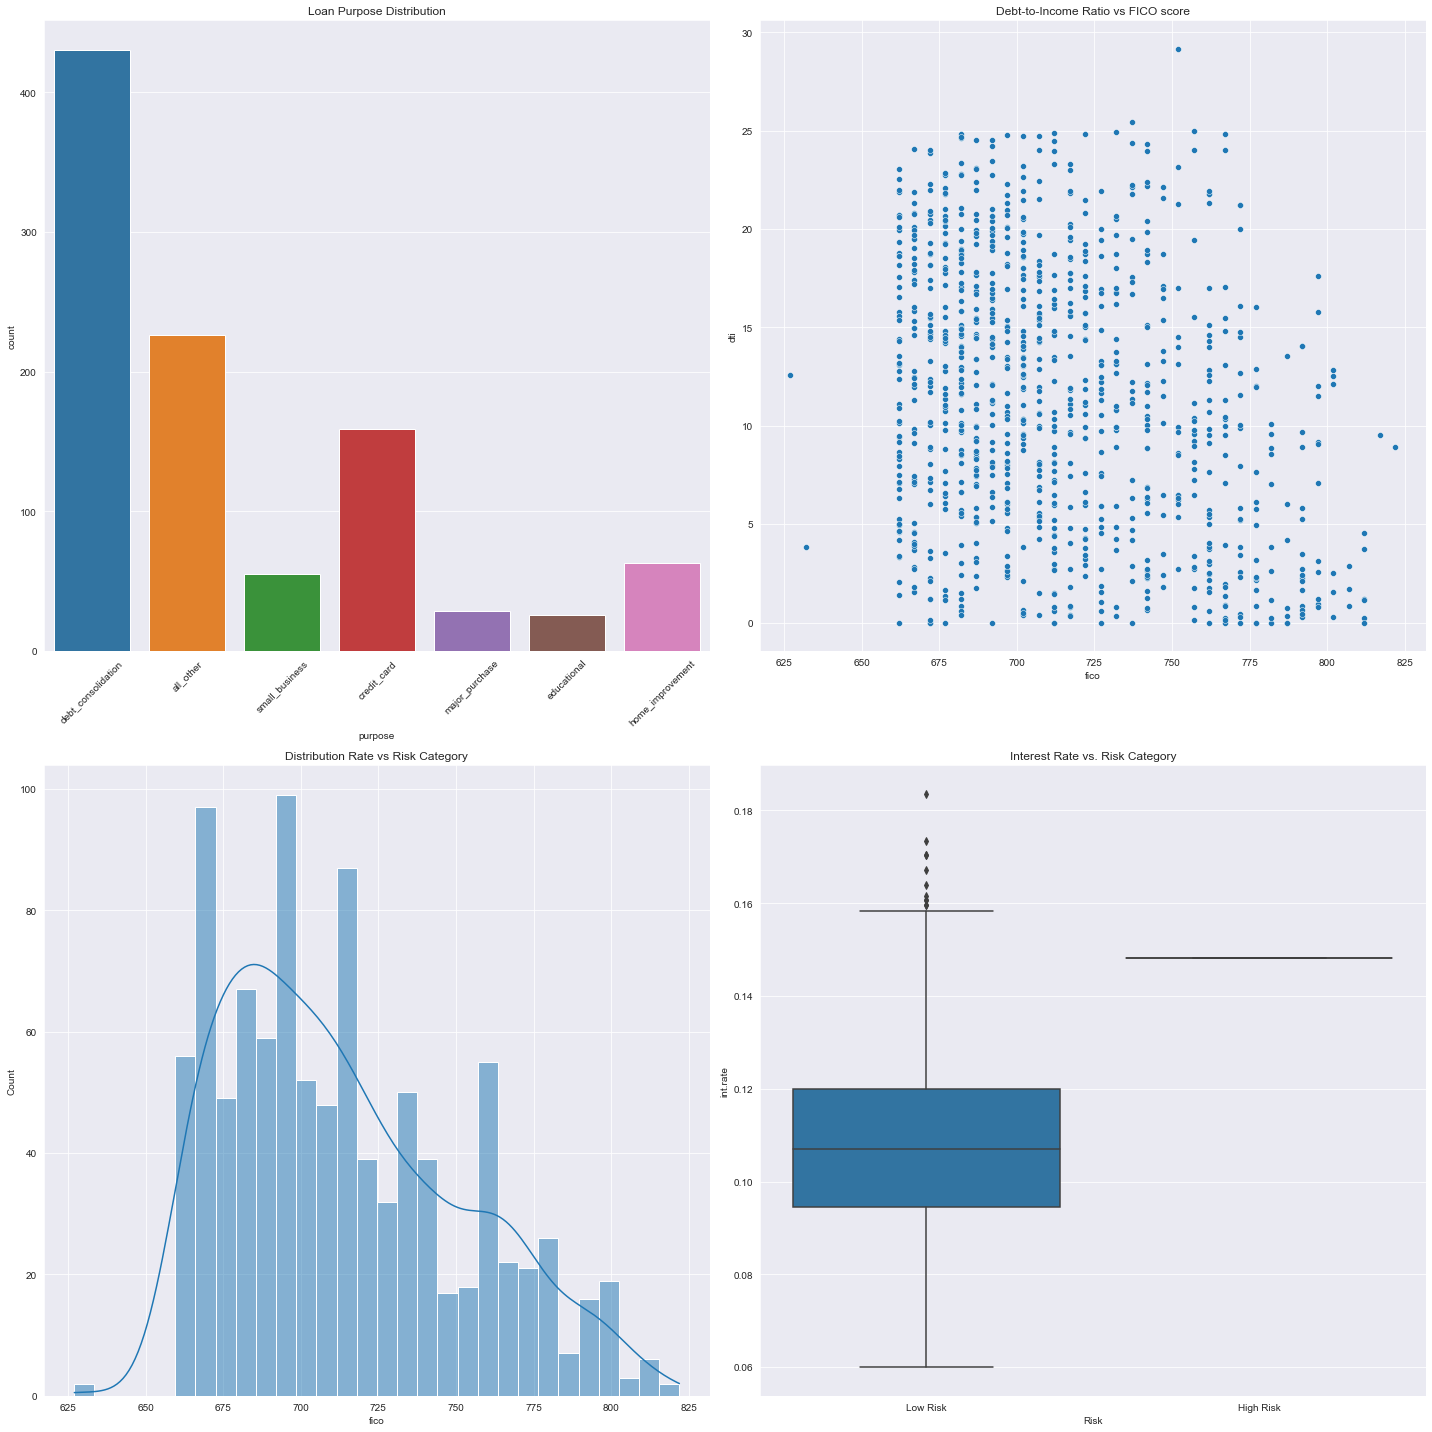 Loan Purpose Distribution
count
400
300
200
100
0
debt_consolidation
all_other
small_business
credit_card
major_purchase
educational
home_improvement
purpose
Debt-to-Income Ratio vs FICO score
dti
30
25
20
15
10
5
0
625 650 675 700 725 750 775 800 825
fico
Distribution Rate vs Risk Category
Count
100
80
60
40
20
0
625 650 675 700 725 750 775 800 825
fico
Interest Rate vs. Risk Category
int.rate
0.18
0.16
0.14
0.12
0.10
0.08
0.06
Low Risk High Risk
Risk